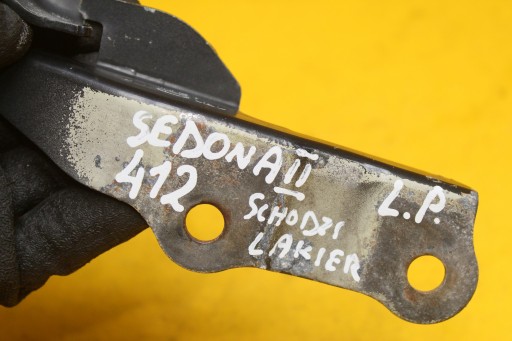 SEDONA II
412
SCHODZI
LAKIER
L.P.